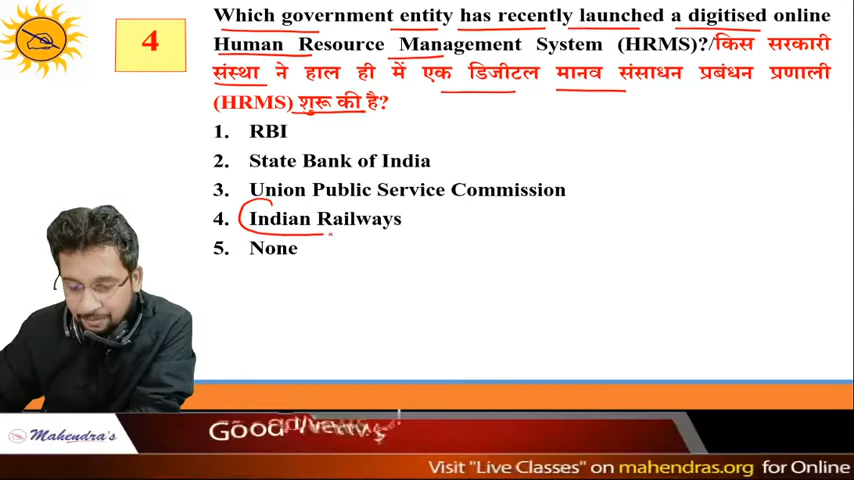 4
Which government entity has recently launched a digitised online
Human Resource Management System (HRMS)?/किस सरकारी
संस्था ने हाल ही में एक डिजीटल मानव संसाधन प्रबंधन प्रणाली
(HRMS) शुरू की है?
1. RBI
2. State Bank of India
3. Union Public Service Commission
4. Indian Railways
5. None
Mahendra's
Good
Visit "Live Classes" on mahendras.org for Online